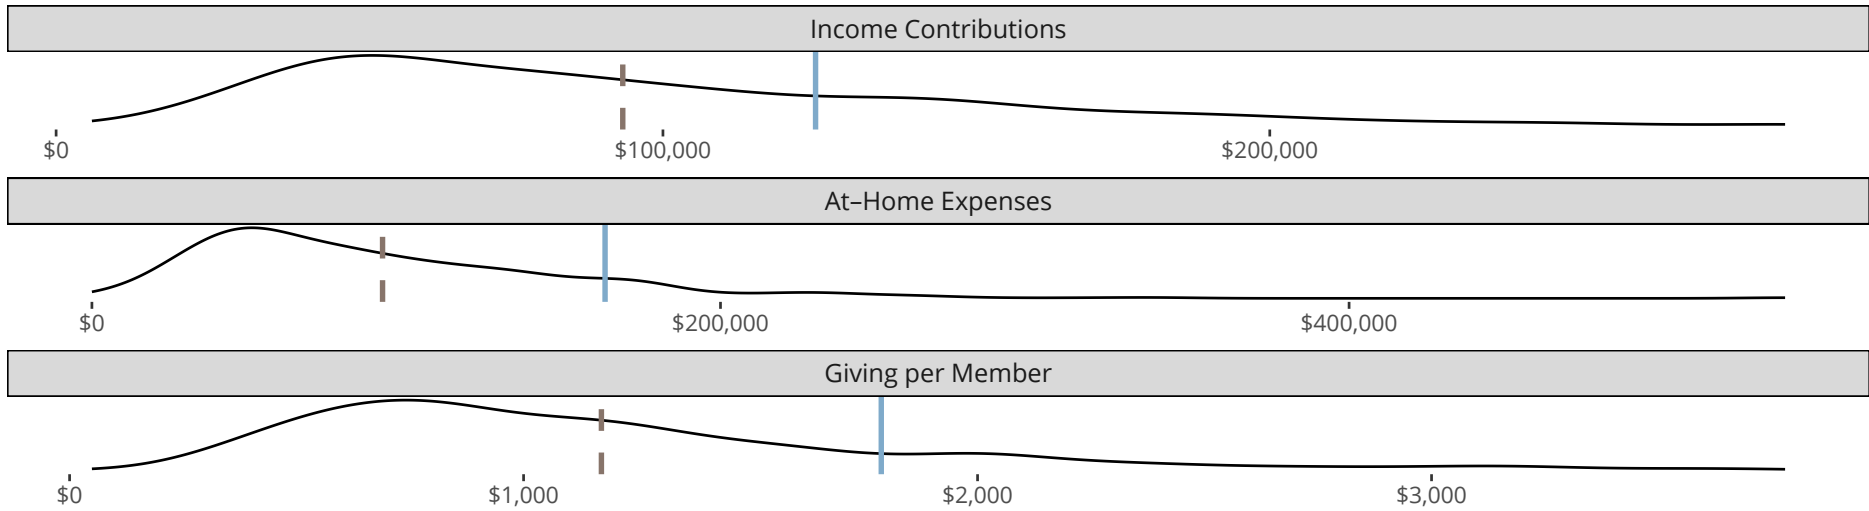 Income Contributions
$0 $100,000 $200,000
At–Home Expenses
$0 $200,000 $400,000
Giving per Member
$0 $1,000 $2,000 $3,000